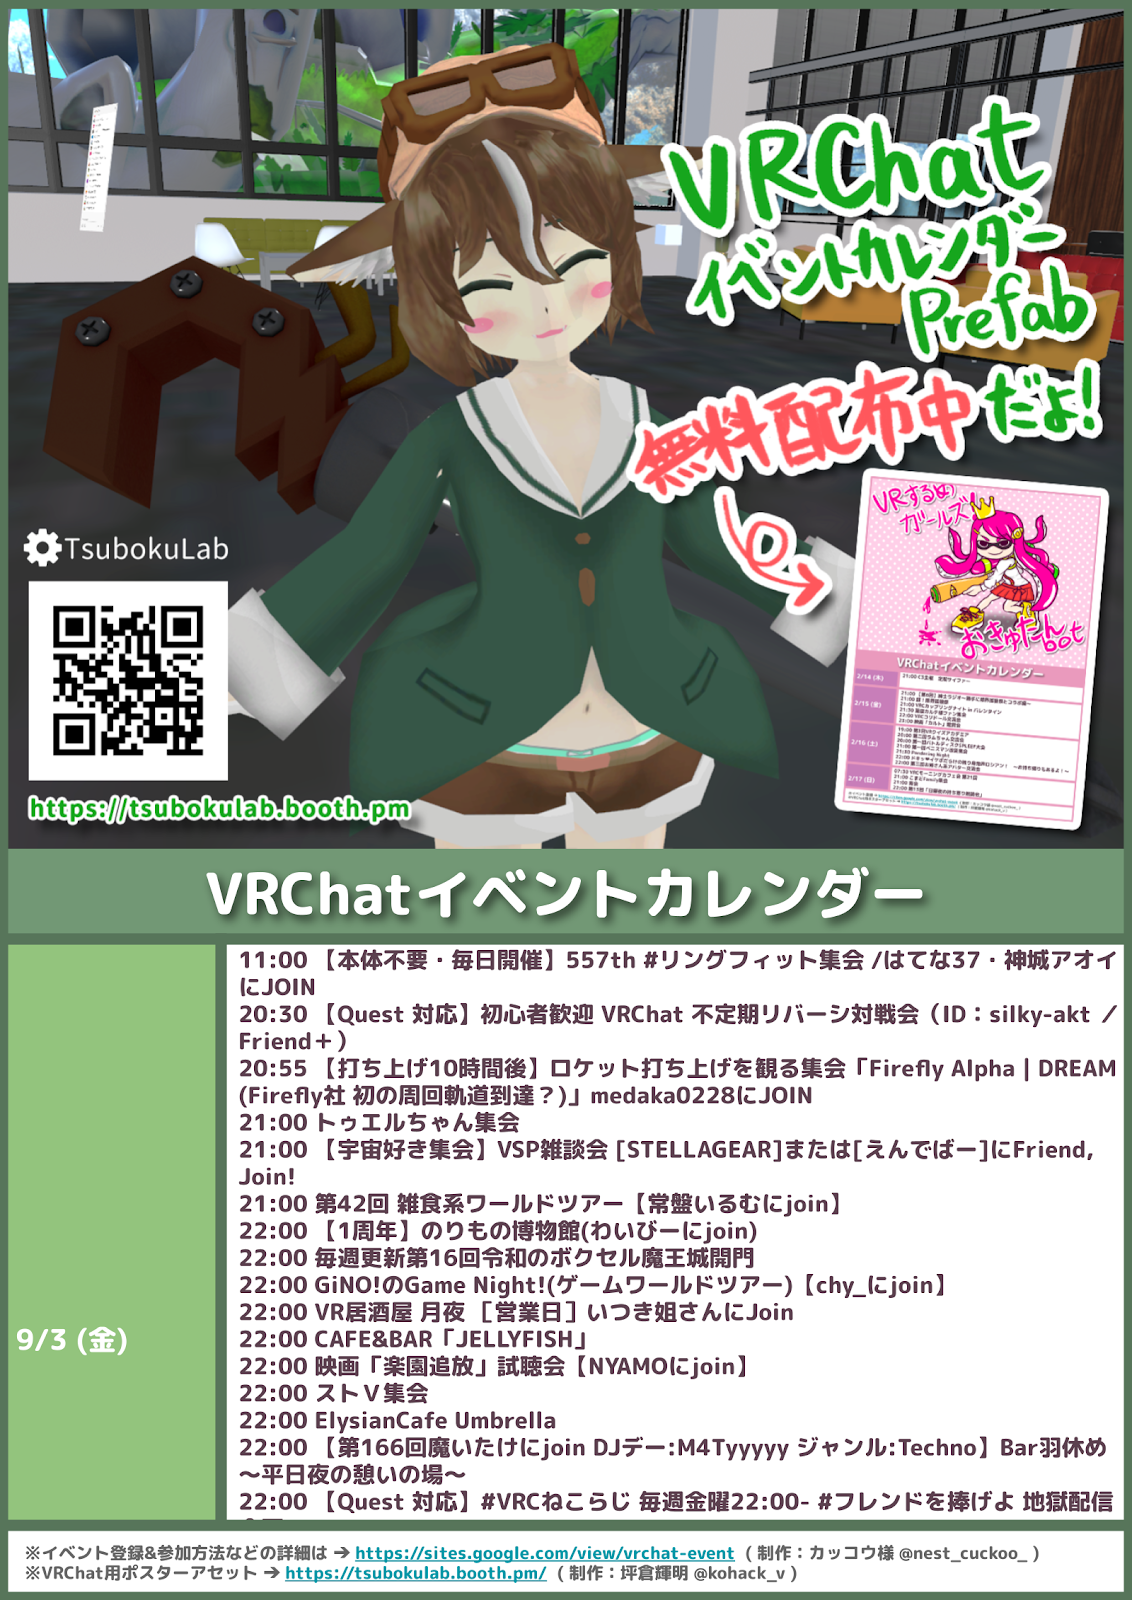 VRChat
イベントカレンダー
Prefab
無料配布中だよ!
TsubokuLab
https://tsubokulab.booth.pm
VRするめ
ガールズ
おきゅたん
bot
VRChatイベントカレンダー
2/14 (木)
2/15 (金)
2/16 (土)
2/17 (日)
VRChatイベントカレンダー
9/3 (金)
11:00 【本体不要・毎日開催】557th #リングフィット集会 /はてな37・神城アオイ
にJOIN
20:30 【Quest 対応】初心者歓迎 VRChat 不定期リバーシ対戦会（ID：silky-akt ／
Friend＋）
20:55 【打ち上げ10時間後】ロケット打ち上げを観る集会「Firefly Alpha | DREAM
(Firefly社 初の周回軌道到達？)」medaka0228にJOIN
21:00 トゥエルちゃん集会
21:00 【宇宙好き集会】VSP雑談会 [STELLAGEAR]または[えんでばー]にFriend,
Join!
21:00 第42回 雑食系ワールドツアー【常盤いるむにjoin】
22:00 【1周年】のりもの博物館(わいびーにjoin)
22:00 毎週更新第16回令和のボクセル魔王城開門
22:00 GiNO!のGame Night!(ゲームワールドツアー)【chy_にjoin】
22:00 VR居酒屋 月夜 ［営業日］いつき姐さんにJoin
22:00 CAFE&BAR「JELLYFISH」
22:00 映画「楽園追放」試聴会【NYAMOにjoin】
22:00 ストＶ集会
22:00 ElysianCafe Umbrella
22:00 【第166回魔いたけにjoin DJデー:M4Tyyyyy ジャンル:Techno】Bar羽休め
～平日夜の憩いの場～
22:00 【Quest 対応】#VRCねこらじ 毎週金曜22:00- #フレンドを捧げよ 地獄配信
※イベント登録&参加方法などの詳細は ➔ https://sites.google.com/view/vrchat-event （ 制作：カッコウ様 @nest_cuckoo_ ）
※VRChat用ポスターアセット ➔ https://tsubokulab.booth.pm/ （ 制作：坪倉輝明 @kohack_v ）